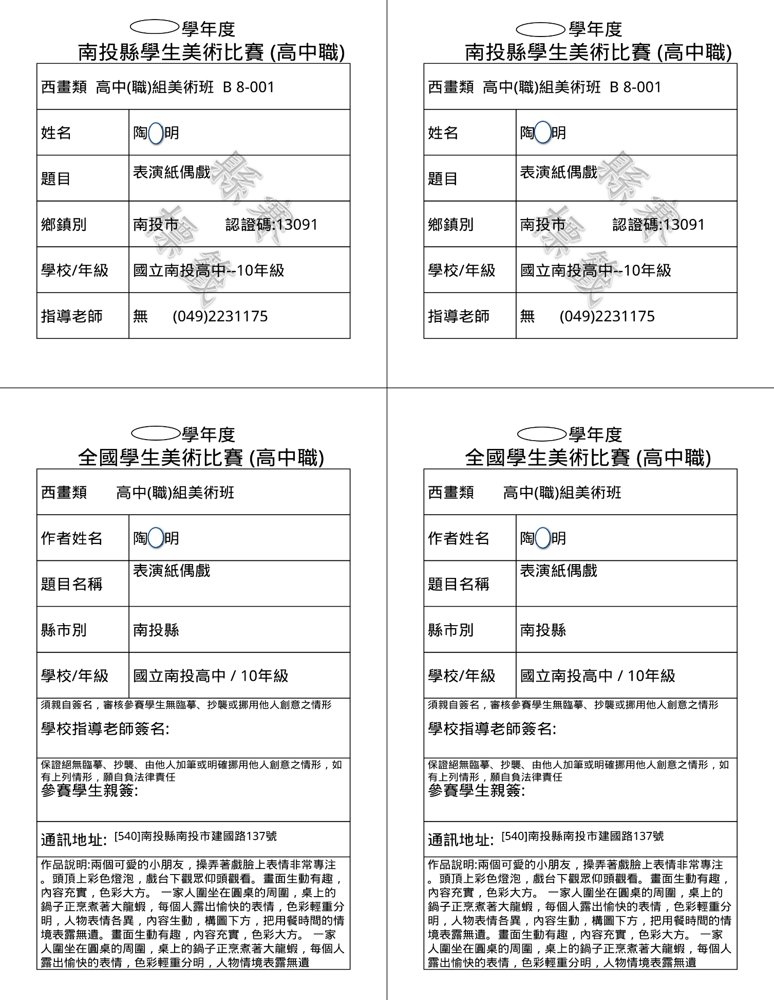 學年度
南投縣學生美術比賽 (高中職)
西畫類 高中(職)組美術班 B 8-001
姓名 陶 明
題目 表演紙偶戲
鄉鎮別 南投市 認證碼:13091
學校/年級 國立南投高中--10年級
指導老師 無 (049)2231175
縣賽
標籤
學年度
南投縣學生美術比賽 (高中職)
西畫類 高中(職)組美術班 B 8-001
姓名 陶 明
題目 表演紙偶戲
鄉鎮別 南投市 認證碼:13091
學校/年級 國立南投高中--10年級
指導老師 無 (049)2231175
縣賽
標籤
學年度
全國學生美術比賽 (高中職)
西畫類 高中(職)組美術班
作者姓名 陶 明
題目名稱 表演紙偶戲
縣市別 南投縣
學校/年級 國立南投高中 / 10年級
須親自簽名，審核參賽學生無臨摹、抄襲或挪用他人創意之情形
學校指導老師簽名:
保證絕無臨摹、抄襲、由他人加筆或明確挪用他人創意之情形，如
有上列情形，願自負法律責任
參賽學生親簽:
通訊地址: [540]南投縣南投市建國路137號
作品說明:兩個可愛的小朋友，操弄著戲臉上表情非常專注
。頭頂上彩色燈泡，戲台下觀眾仰頭觀看。畫面生動有趣，
內容充實，色彩大方。 一家人圍坐在圓桌的周圍，桌上的
鍋子正烹煮著大龍蝦，每個人露出愉快的表情，色彩輕重分
明，人物表情各異，內容生動，構圖下方，把用餐時間的情
境表露無遺。畫面生動有趣，內容充實，色彩大方。 一家
人圍坐在圓桌的周圍，桌上的鍋子正烹煮著大龍蝦，每個人
露出愉快的表情，色彩輕重分明，人物情境表露無遺
學年度
全國學生美術比賽 (高中職)
西畫類 高中(職)組美術班
作者姓名 陶 明
題目名稱 表演紙偶戲
縣市別 南投縣
學校/年級 國立南投高中 / 10年級
須親自簽名，審核參賽學生無臨摹、抄襲或挪用他人創意之情形
學校指導老師簽名:
保證絕無臨摹、抄襲、由他人加筆或明確挪用他人創意之情形，如
有上列情形，願自負法律責任
參賽學生親簽:
通訊地址: [540]南投縣南投市建國路137號
作品說明:兩個可愛的小朋友，操弄著戲臉上表情非常專注
。頭頂上彩色燈泡，戲台下觀眾仰頭觀看。畫面生動有趣，
內容充實，色彩大方。 一家人圍坐在圓桌的周圍，桌上的
鍋子正烹煮著大龍蝦，每個人露出愉快的表情，色彩輕重分
明，人物表情各異，內容生動，構圖下方，把用餐時間的情
境表露無遺。畫面生動有趣，內容充實，色彩大方。 一家
人圍坐在圓桌的周圍，桌上的鍋子正烹煮著大龍蝦，每個人
露出愉快的表情，色彩輕重分明，人物情境表露無遺